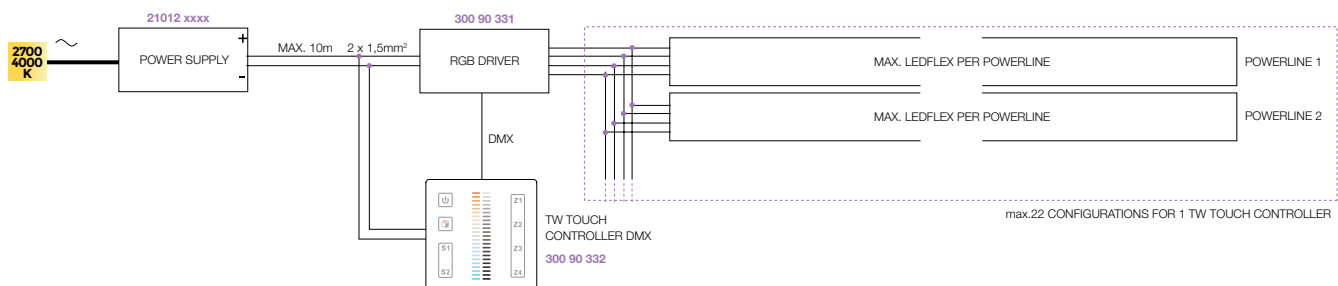 21012 xxxx
300 90 331
2700
4000
K
POWER SUPPLY
+
-
MAX. 10m 2 x 1,5mm²
RGB DRIVER
MAX. LEDFLEX PER POWERLINE
POWERLINE 1
MAX. LEDFLEX PER POWERLINE
POWERLINE 2
DMX
Z1
Z2
S1
Z3
S2
Z4
TW TOUCH
CONTROLLER DMX
300 90 332
max.22 CONFIGURATIONS FOR 1 TW TOUCH CONTROLLER